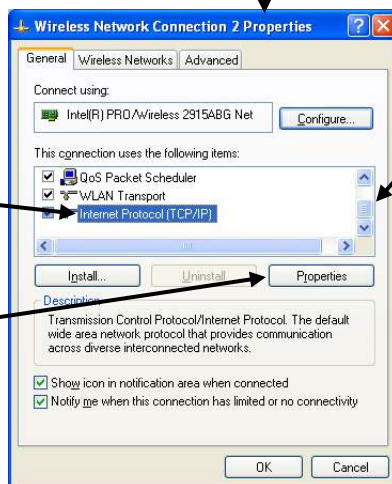 Wireless Network Connection 2 Properties
General Wireless Networks Advanced
Connect using:
Intel(R) PRO/Wireless 2915ABG Net
Configure...
This connection uses the following items:
QoS Packet Scheduler
WLAN Transport
Internet Protocol (TCP/IP)
Install... Uninstall Properties
Description
Transmission Control Protocol/Internet Protocol. The default
wide area network protocol that provides communication
across diverse interconnected networks.
Show icon in notification area when connected
Notify me when this connection has limited or no connectivity
OK Cancel